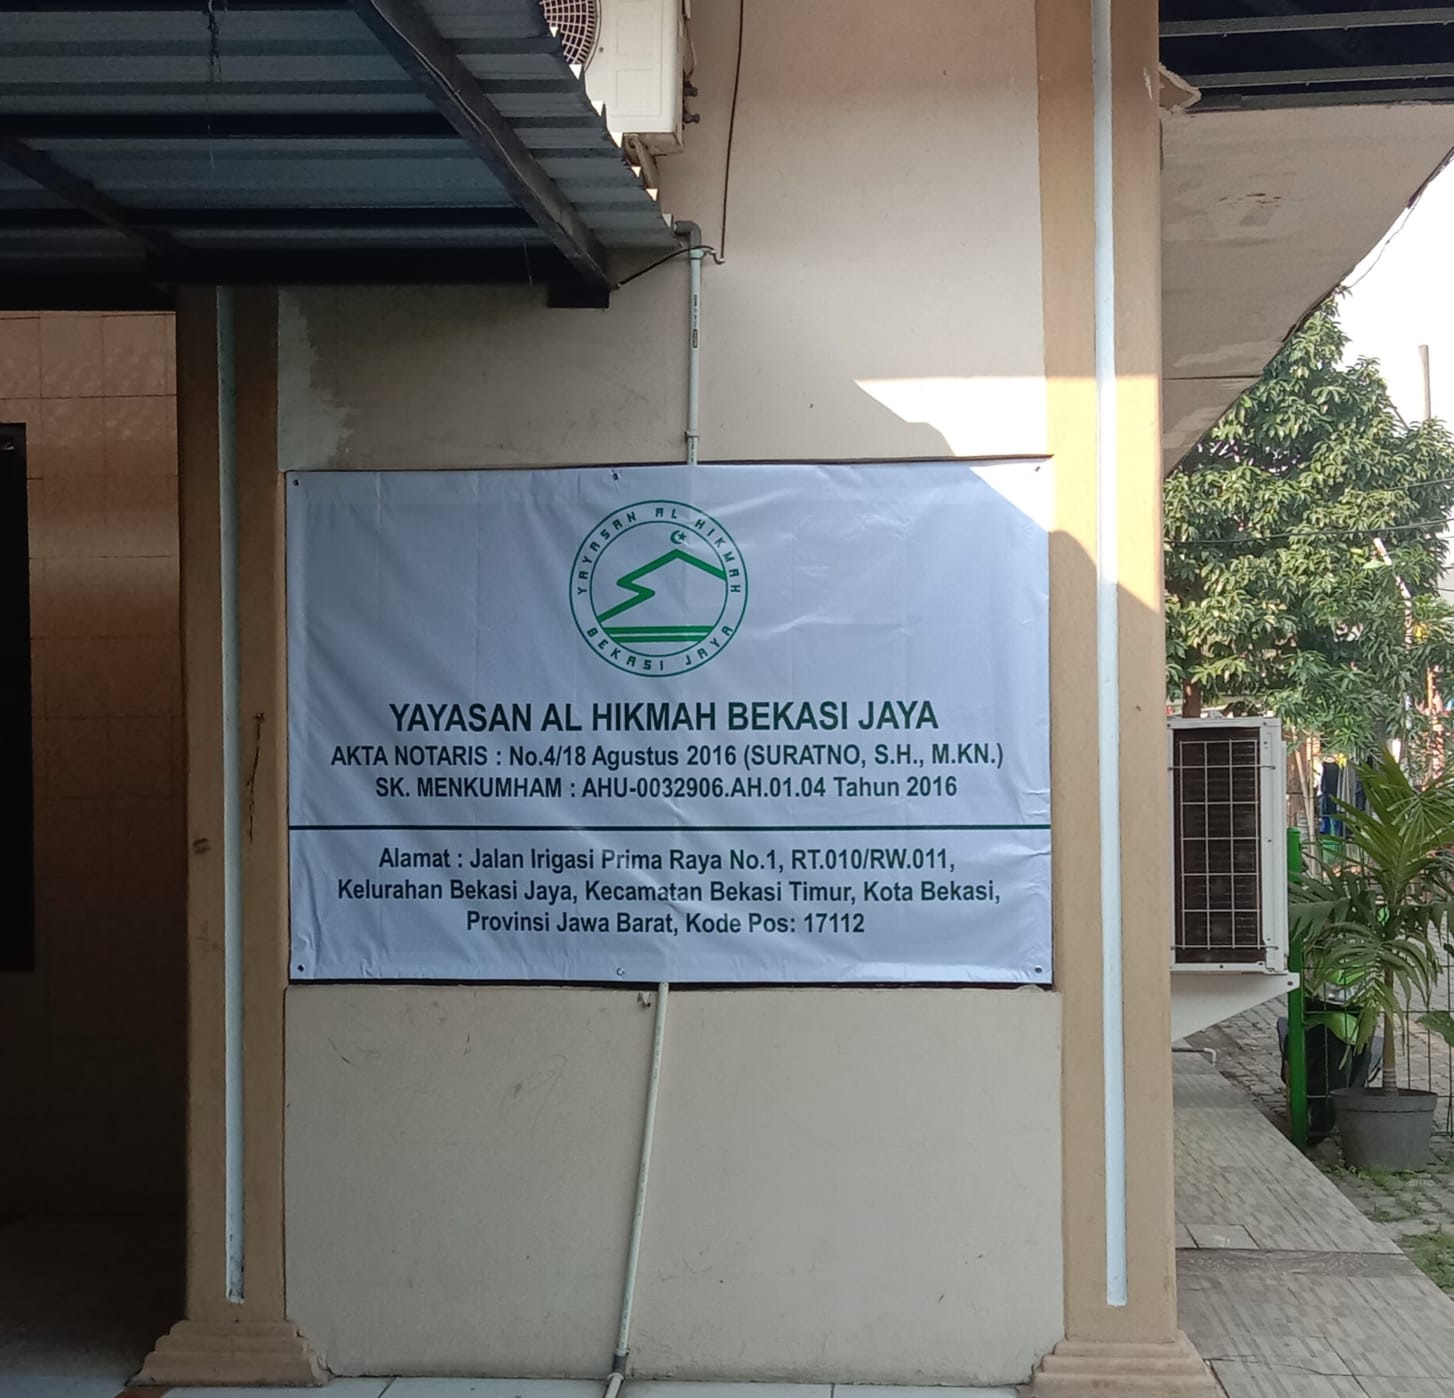 YAYASAN AL HIKMAH
BEKASI JAYA
YAYASAN AL HIKMAH BEKASI JAYA
AKTA NOTARIS : No.4/18 Agustus 2016 (SURATNO, S.H., M.KN.)
SK. MENKUMHAM : AHU-0032906.AH.01.04 Tahun 2016
Alamat : Jalan Irigasi Prima Raya No.1, RT.010/RW.011,
Kelurahan Bekasi Jaya, Kecamatan Bekasi Timur, Kota Bekasi,
Provinsi Jawa Barat, Kode Pos: 17112